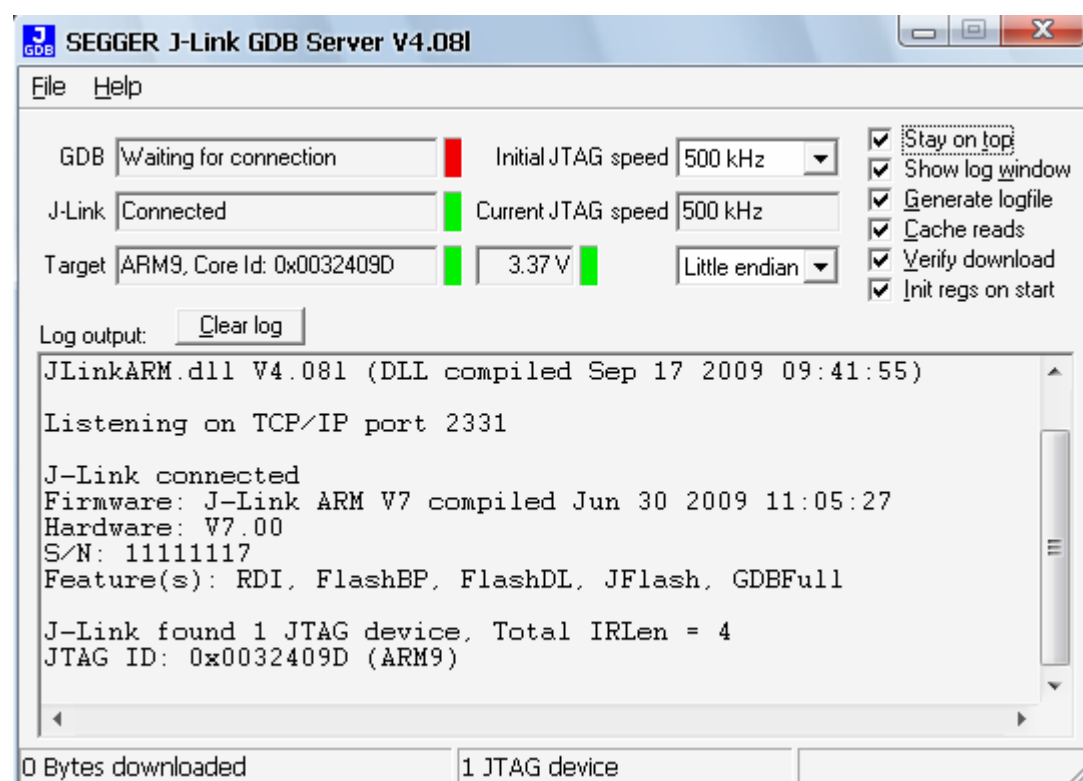 J
GDB
SEGGER J-Link GDB Server V4.08l
File Help
GDB Waiting for connection Initial JTAG speed 500 kHz
J-Link Connected Current JTAG speed 500 kHz
Target ARM9, Core Id: 0x0032409D 3.37 V Little endian
Stay on top
Show log window
Generate logfile
Cache reads
Verify download
Init regs on start
Log output: Clear log
JLinkARM.dll V4.08l (DLL compiled Sep 17 2009 09:41:55)
Listening on TCP/IP port 2331
J-Link connected
Firmware: J-Link ARM V7 compiled Jun 30 2009 11:05:27
Hardware: V7.00
S/N: 11111117
Feature(s): RDI, FlashBP, FlashDL, JFlash, GDBFull
J-Link found 1 JTAG device, Total IRLen = 4
JTAG ID: 0x0032409D (ARM9)
0 Bytes downloaded 1 JTAG device